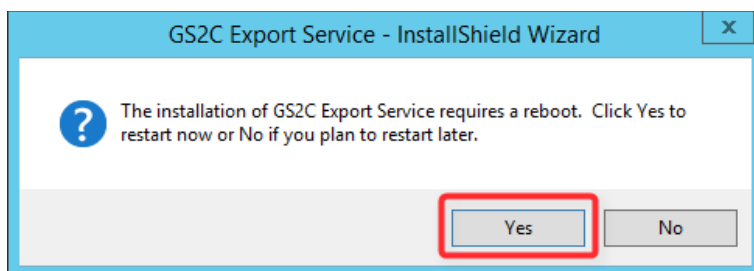 GS2C Export Service - InstallShield Wizard
x
?
The installation of GS2C Export Service requires a reboot.  Click Yes to
restart now or No if you plan to restart later.
Yes
No